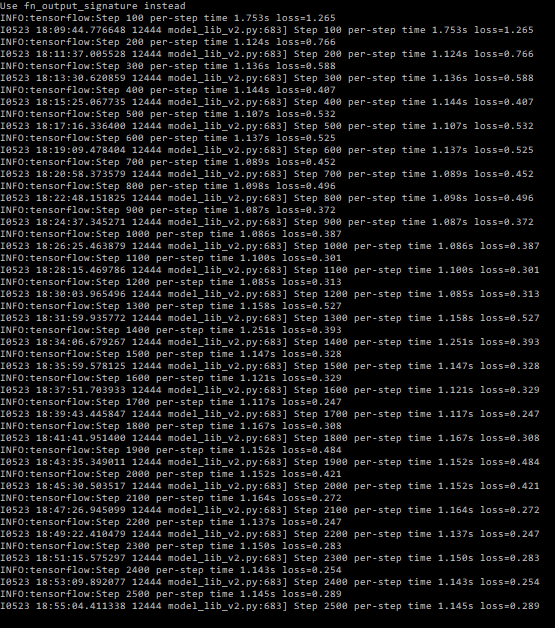 Use fn_output_signature instead
INFO:tensorflow:Step 100 per-step time 1.753s loss=1.265
I0523 18:09:44.776648 12444 model_lib_v2.py:683] Step 100 per-step time 1.753s loss=1.265
INFO:tensorflow:Step 200 per-step time 1.124s loss=0.766
I0523 18:11:37.005528 12444 model_lib_v2.py:683] Step 200 per-step time 1.124s loss=0.766
INFO:tensorflow:Step 300 per-step time 1.136s loss=0.588
I0523 18:13:30.620859 12444 model_lib_v2.py:683] Step 300 per-step time 1.136s loss=0.588
INFO:tensorflow:Step 400 per-step time 1.144s loss=0.407
I0523 18:15:25.067735 12444 model_lib_v2.py:683] Step 400 per-step time 1.144s loss=0.407
INFO:tensorflow:Step 500 per-step time 1.107s loss=0.532
I0523 18:17:16.336400 12444 model_lib_v2.py:683] Step 500 per-step time 1.107s loss=0.532
INFO:tensorflow:Step 600 per-step time 1.137s loss=0.525
I0523 18:19:09.478404 12444 model_lib_v2.py:683] Step 600 per-step time 1.137s loss=0.525
INFO:tensorflow:Step 700 per-step time 1.089s loss=0.452
I0523 18:20:58.373579 12444 model_lib_v2.py:683] Step 700 per-step time 1.089s loss=0.452
INFO:tensorflow:Step 800 per-step time 1.098s loss=0.496
I0523 18:22:48.151825 12444 model_lib_v2.py:683] Step 800 per-step time 1.098s loss=0.496
INFO:tensorflow:Step 900 per-step time 1.087s loss=0.372
I0523 18:24:37.345271 12444 model_lib_v2.py:683] Step 900 per-step time 1.087s loss=0.372
INFO:tensorflow:Step 1000 per-step time 1.086s loss=0.387
I0523 18:26:25.463879 12444 model_lib_v2.py:683] Step 1000 per-step time 1.086s loss=0.387
INFO:tensorflow:Step 1100 per-step time 1.100s loss=0.301
I0523 18:28:15.469786 12444 model_lib_v2.py:683] Step 1100 per-step time 1.100s loss=0.301
INFO:tensorflow:Step 1200 per-step time 1.085s loss=0.313
I0523 18:30:03.965496 12444 model_lib_v2.py:683] Step 1200 per-step time 1.085s loss=0.313
INFO:tensorflow:Step 1300 per-step time 1.158s loss=0.527
I0523 18:31:59.935772 12444 model_lib_v2.py:683] Step 1300 per-step time 1.158s loss=0.527
INFO:tensorflow:Step 1400 per-step time 1.251s loss=0.393
I0523 18:34:06.679267 12444 model_lib_v2.py:683] Step 1400 per-step time 1.251s loss=0.393
INFO:tensorflow:Step 1500 per-step time 1.147s loss=0.328
I0523 18:35:59.578125 12444 model_lib_v2.py:683] Step 1500 per-step time 1.147s loss=0.328
INFO:tensorflow:Step 1600 per-step time 1.121s loss=0.329
I0523 18:37:51.703933 12444 model_lib_v2.py:683] Step 1600 per-step time 1.121s loss=0.329
INFO:tensorflow:Step 1700 per-step time 1.117s loss=0.247
I0523 18:39:43.445847 12444 model_lib_v2.py:683] Step 1700 per-step time 1.117s loss=0.247
INFO:tensorflow:Step 1800 per-step time 1.167s loss=0.308
I0523 18:41:41.951400 12444 model_lib_v2.py:683] Step 1800 per-step time 1.167s loss=0.308
INFO:tensorflow:Step 1900 per-step time 1.152s loss=0.484
I0523 18:43:35.349011 12444 model_lib_v2.py:683] Step 1900 per-step time 1.152s loss=0.484
INFO:tensorflow:Step 2000 per-step time 1.152s loss=0.421
I0523 18:45:30.503517 12444 model_lib_v2.py:683] Step 2000 per-step time 1.152s loss=0.421
INFO:tensorflow:Step 2100 per-step time 1.164s loss=0.272
I0523 18:47:26.945099 12444 model_lib_v2.py:683] Step 2100 per-step time 1.164s loss=0.272
INFO:tensorflow:Step 2200 per-step time 1.137s loss=0.247
I0523 18:49:22.410479 12444 model_lib_v2.py:683] Step 2200 per-step time 1.137s loss=0.247
INFO:tensorflow:Step 2300 per-step time 1.150s loss=0.283
I0523 18:51:15.575297 12444 model_lib_v2.py:683] Step 2300 per-step time 1.150s loss=0.283
INFO:tensorflow:Step 2400 per-step time 1.143s loss=0.254
I0523 18:53:09.892077 12444 model_lib_v2.py:683] Step 2400 per-step time 1.143s loss=0.254
INFO:tensorflow:Step 2500 per-step time 1.145s loss=0.289
I0523 18:55:04.411338 12444 model_lib_v2.py:683] Step 2500 per-step time 1.145s loss=0.289